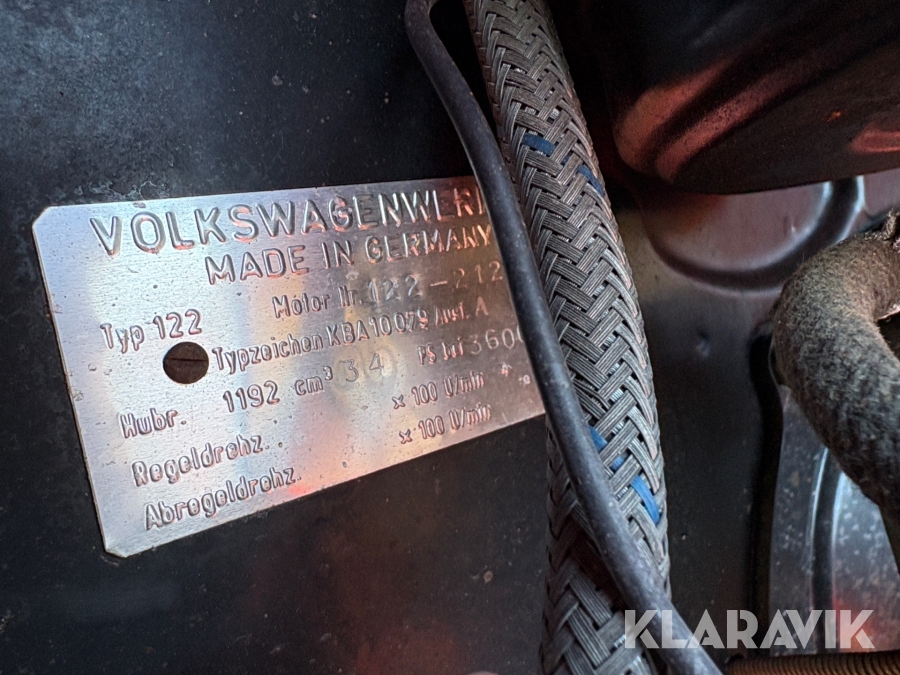 VOLKSWAGENWER
MADE IN GERMANY
Motor Nr. 122-212
Typ 122
Typzeichen KBA 10079 Ausf. A
Hubr. 1192 cm³ 34 PS bei 3600
Regeldrehz. x 100 U/min
Abregeldrehz. x 100 U/min
KLARAVIK